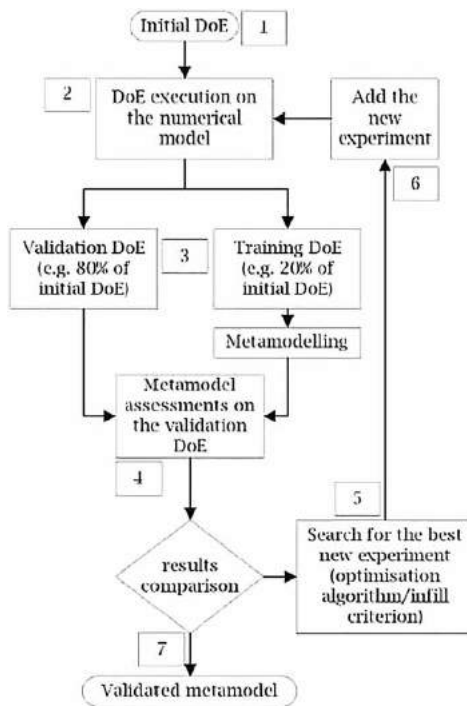 Initial DoE
1
2
DoE execution on
the numerical
model
Add the
new
experiment
6
Validation DoE
(e.g. 80% of
initial DoE)
3
Training DoE
(e.g. 20% of
initial DoE)
Metamodelling
Metamodel
assessments on
the validation
DoE
4
5
Search for the best
new experiment
(optimisation
algorithm/infill
criterion)
results
comparison
7
Validated metamodel